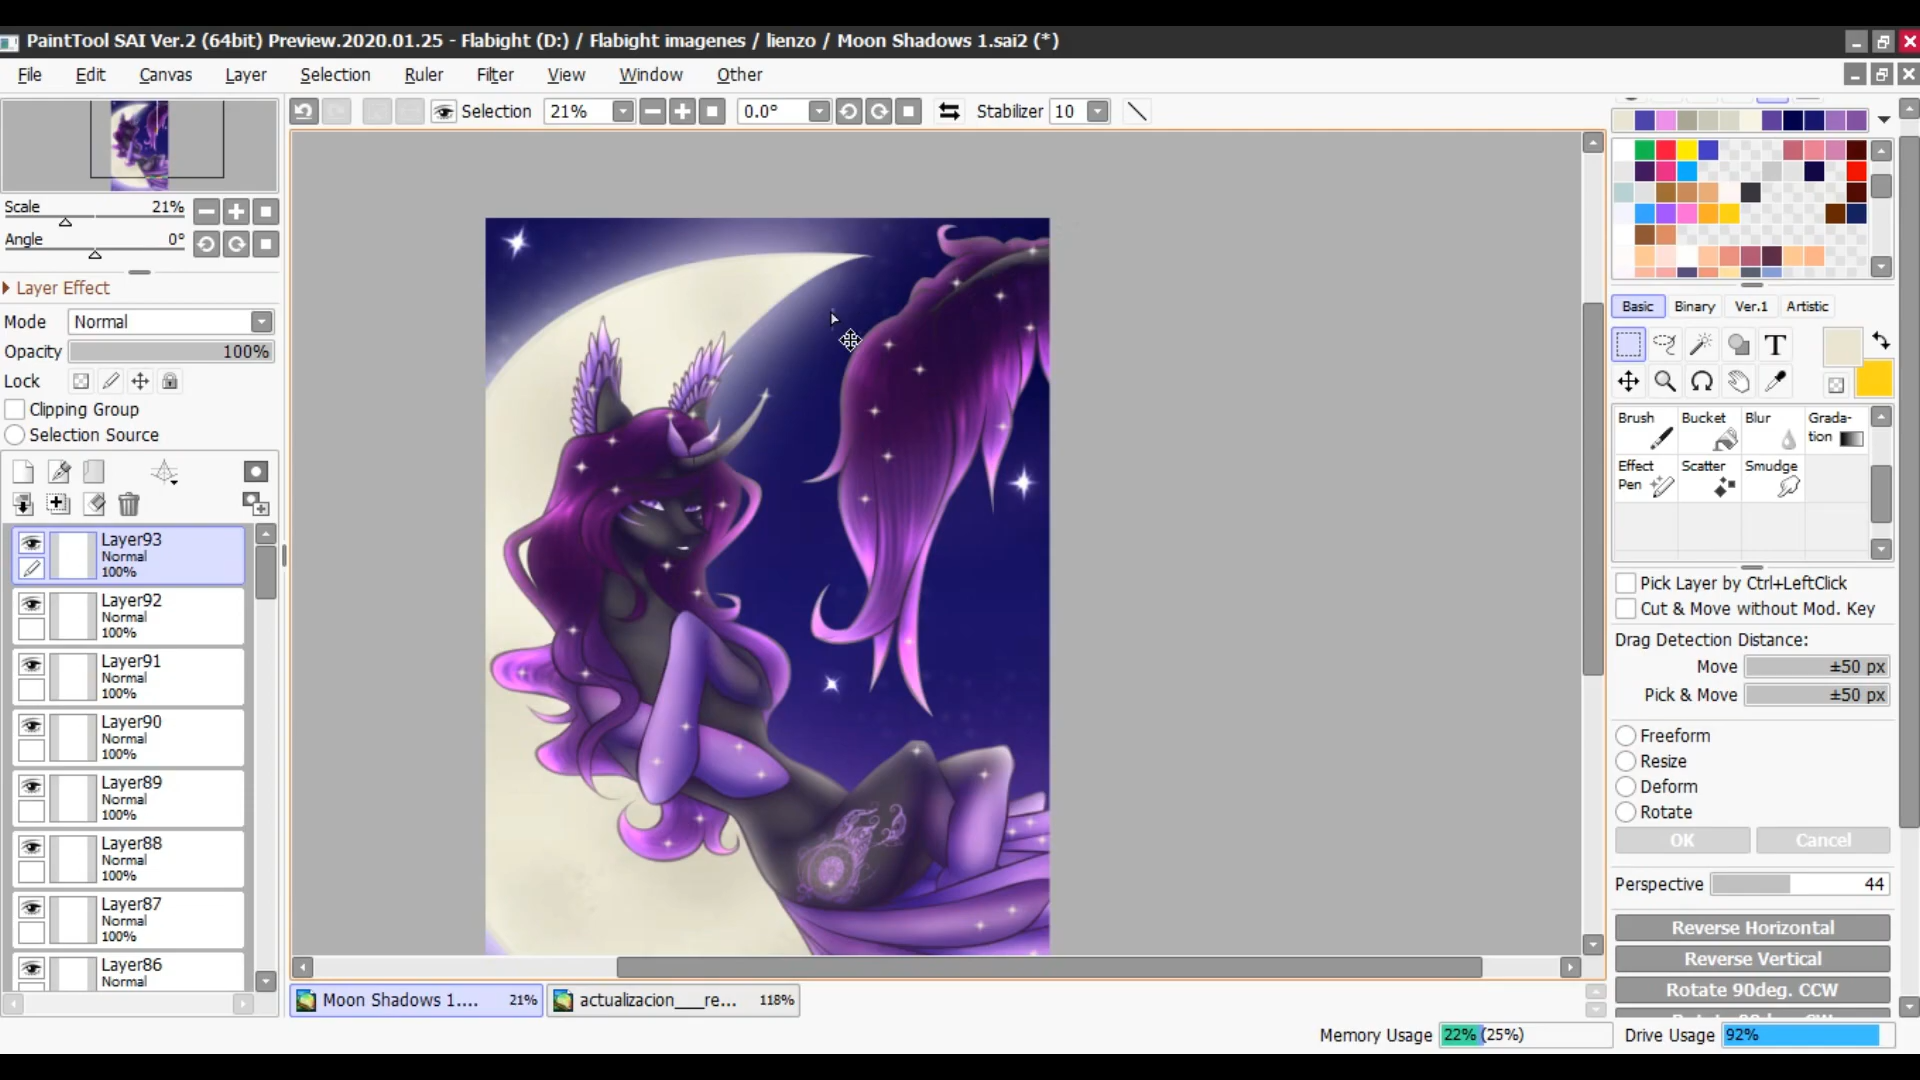 PaintTool SAI Ver.2 (64bit) Preview.2020.01.25 - Flabight (D:) / Flabight imagenes / lienzo / Moon Shadows 1.sai2 (*)
File Edit Canvas Layer Selection Ruler Filter View Window Other
Selection 21% 0.0° Stabilizer 10
Scale 21%
Angle 0°
Layer Effect
Mode Normal
Opacity 100%
Lock
Clipping Group
Selection Source
Layer93
Normal
100%
Layer92
Normal
100%
Layer91
Normal
100%
Layer90
Normal
100%
Layer89
Normal
100%
Layer88
Normal
100%
Layer87
Normal
100%
Layer86
Normal
Basic Binary Ver.1 Artistic
T
Brush Bucket Blur Grada-
tion
Effect Scatter Smudge
Pen
Pick Layer by Ctrl+LeftClick
Cut & Move without Mod. Key
Drag Detection Distance:
Move ±50 px
Pick & Move ±50 px
Freeform
Resize
Deform
Rotate
OK Cancel
Perspective 44
Reverse Horizontal
Reverse Vertical
Rotate 90deg. CCW
Moon Shadows 1.... 21% actualizacion___re... 118%
Memory Usage 22% (25%) Drive Usage 92%